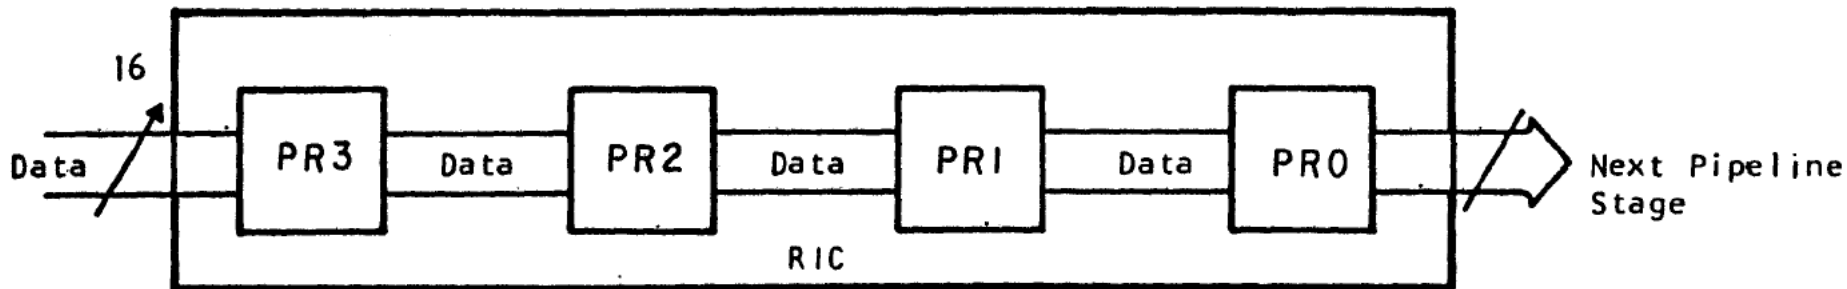 16
Data
PR3
Data
PR2
Data
PR1
Data
PR0
Next Pipeline
Stage
RIC